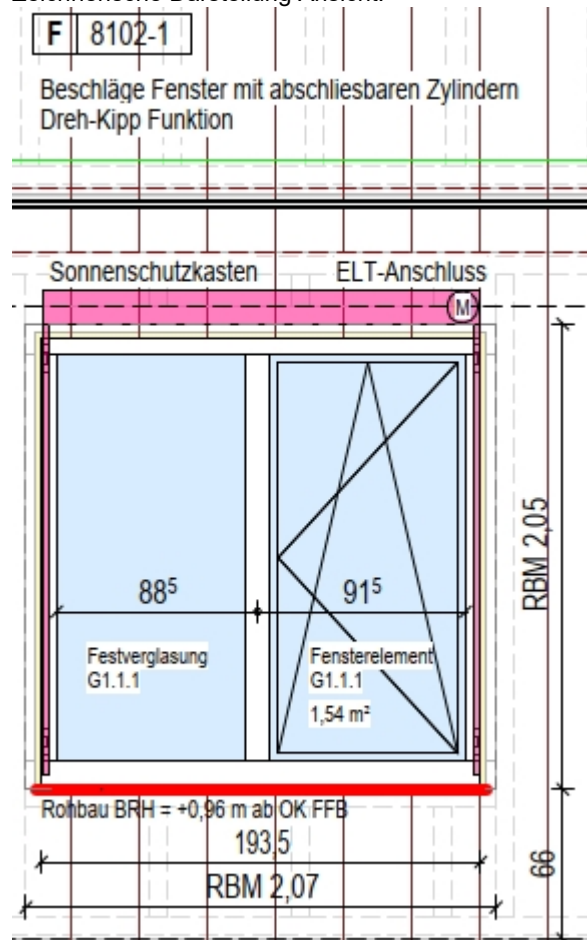 F 8102-1
Beschläge Fenster mit abschliesbaren Zylindern
Dreh-Kipp Funktion
Sonnenschutzkasten ELT-Anschluss
M
RBM 2,05
88⁵ 91⁵
Festverglasung Fensterelement
G1.1.1 G1.1.1
1,54 m²
Rohbau BRH = +0,96 m ab OK FFB
193,5
66
RBM 2,07